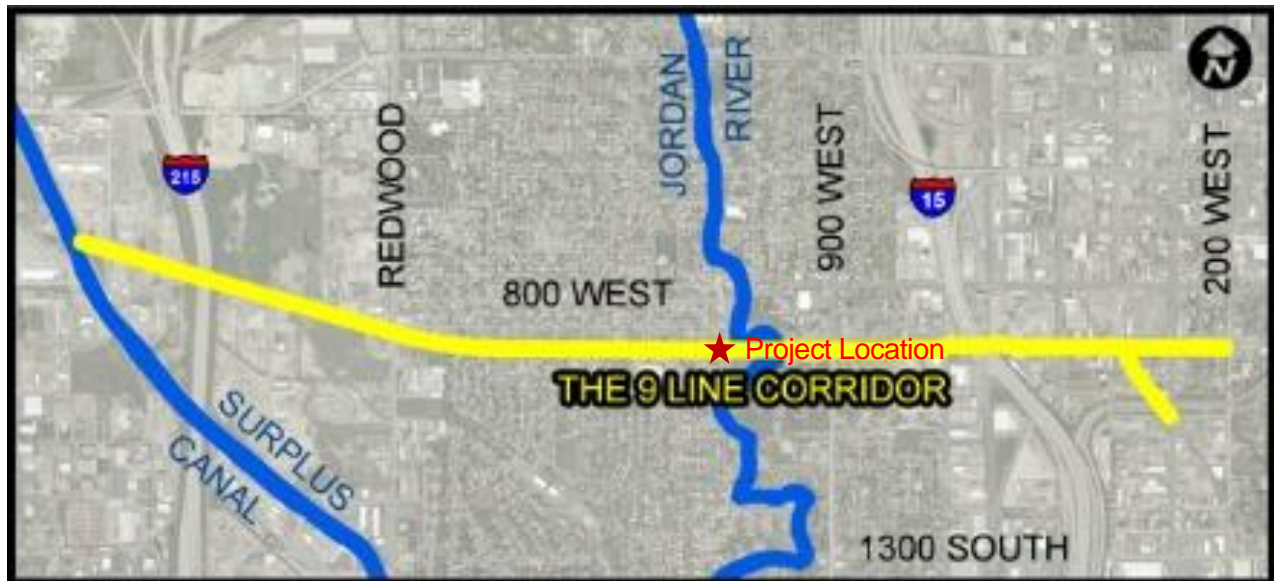 N
JORDAN
RIVER
REDWOOD
900 WEST
200 WEST
215
15
800 WEST
Project Location
THE 9 LINE CORRIDOR
SURPLUS
CANAL
1300 SOUTH